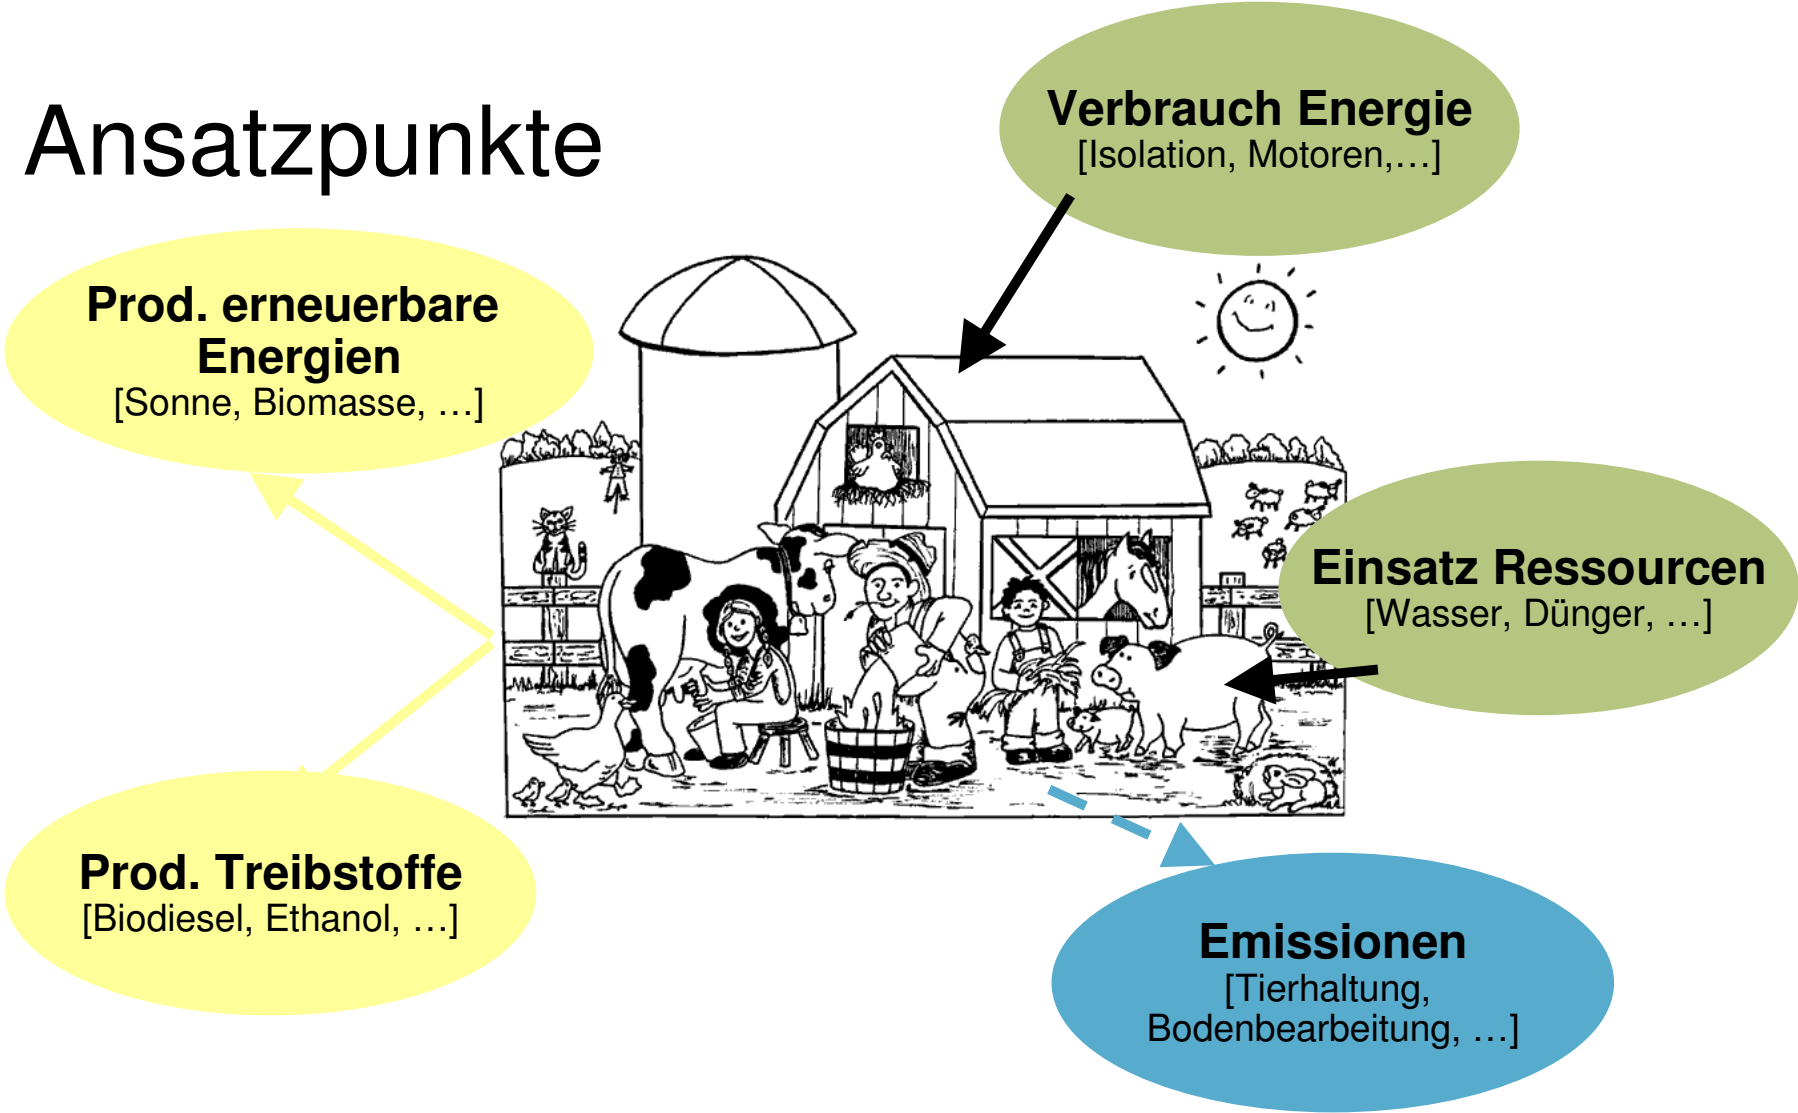 Ansatzpunkte
Verbrauch Energie
[Isolation, Motoren,…]
Prod. erneuerbare
Energien
[Sonne, Biomasse, …]
Einsatz Ressourcen
[Wasser, Dünger, …]
Prod. Treibstoffe
[Biodiesel, Ethanol, …]
Emissionen
[Tierhaltung,
Bodenbearbeitung, …]